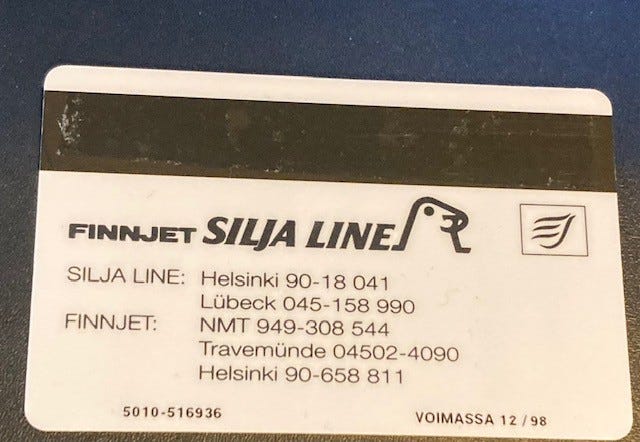 FINNJET SILJA LINE
SILJA LINE: Helsinki 90-18 041
Lübeck 045-158 990
FINNJET: NMT 949-308 544
Travemünde 04502-4090
Helsinki 90-658 811
5010-516936 VOIMASSA 12/98